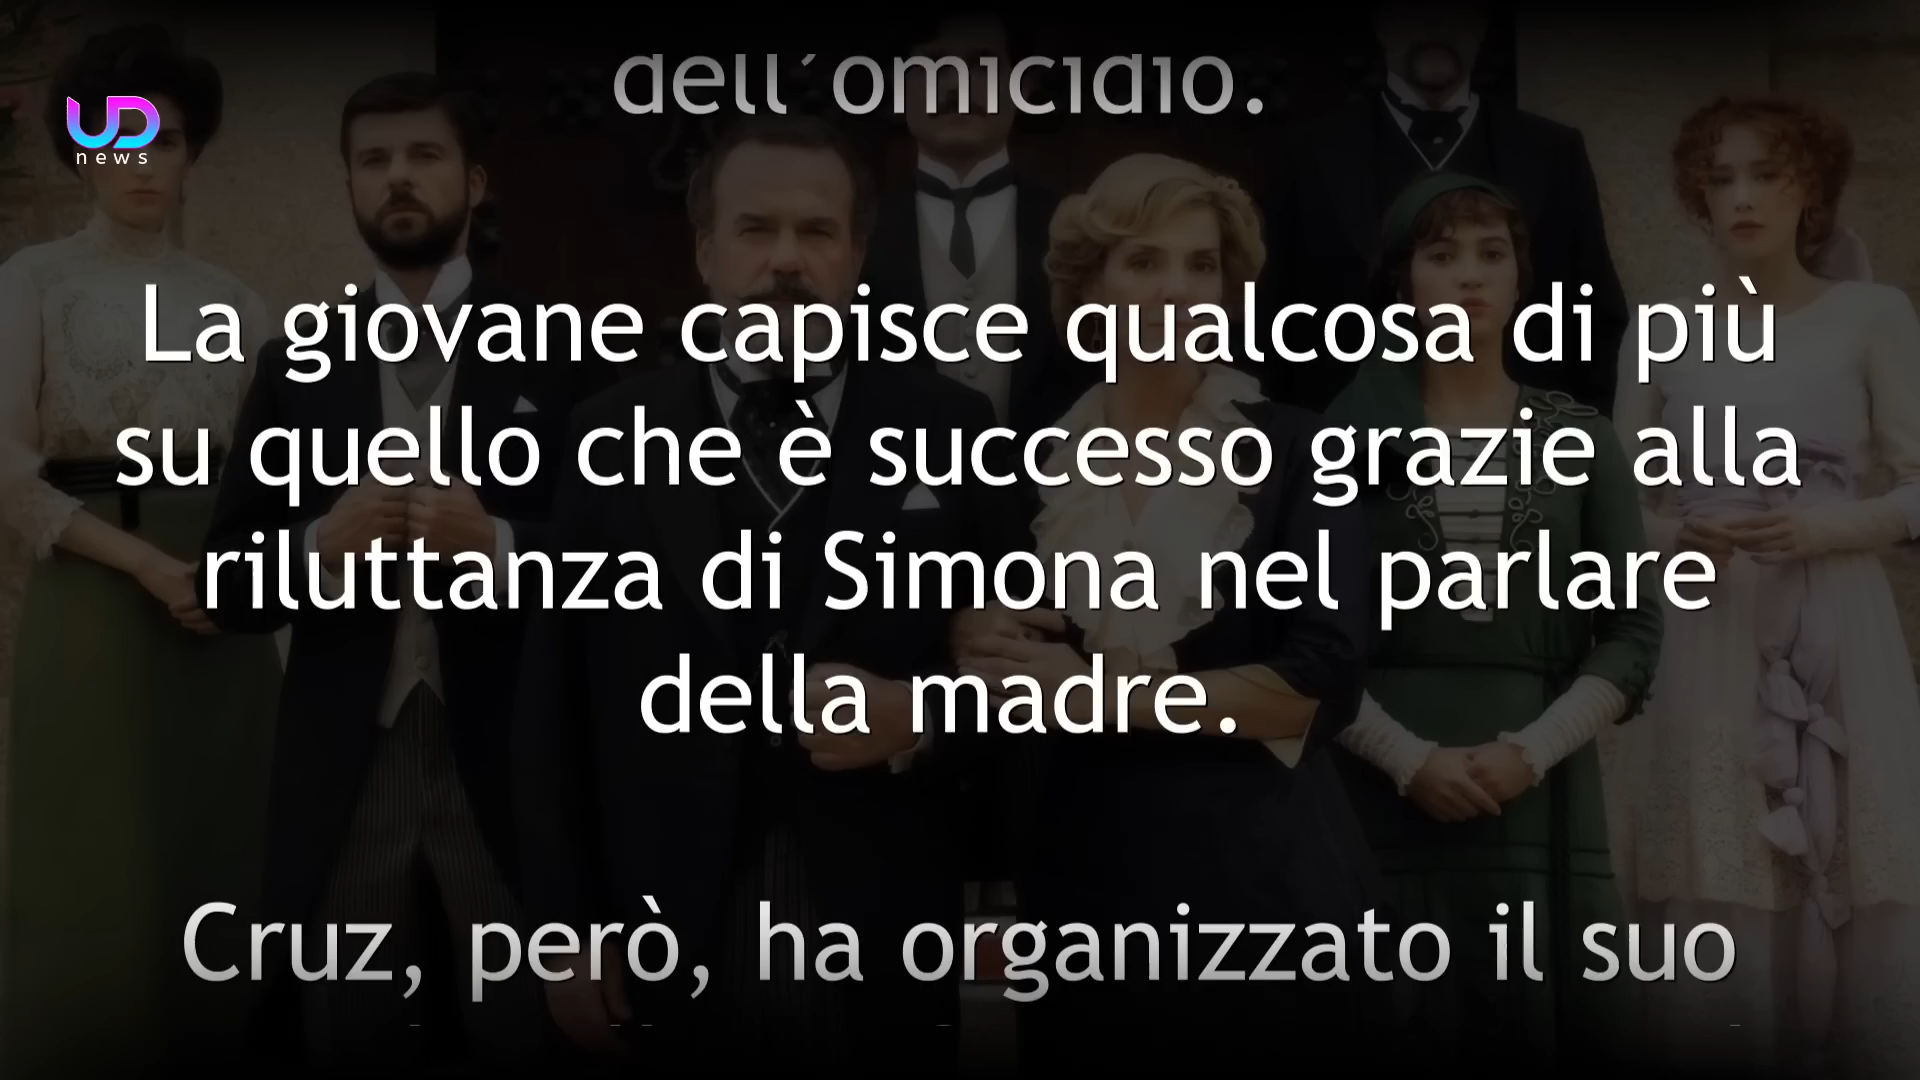 UD
news
dell'omicidio.
La giovane capisce qualcosa di più
su quello che è successo grazie alla
riluttanza di Simona nel parlare
della madre.
Cruz, però, ha organizzato il suo